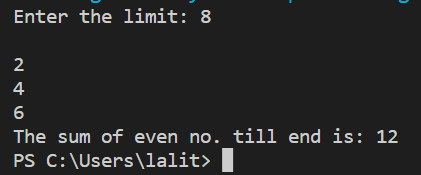 Enter the limit: 8
2
4
6
The sum of even no. till end is: 12
PS C:\Users\lalit>